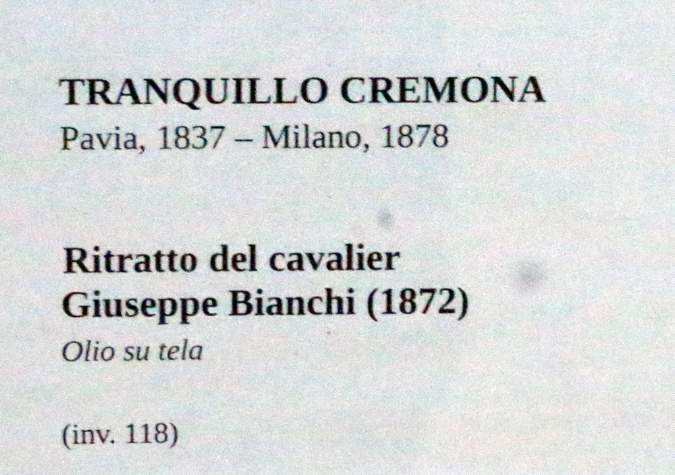 TRANQUILLO CREMONA
Pavia, 1837 – Milano, 1878
Ritratto del cavalier
Giuseppe Bianchi (1872)
Olio su tela
(inv. 118)